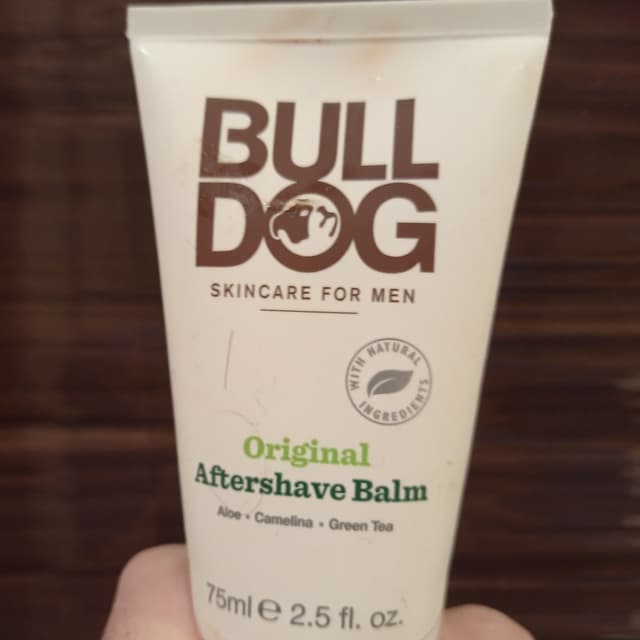 BULL
DOG
SKINCARE FOR MEN
WITH NATURAL
INGREDIENTS
Original
Aftershave Balm
Aloe • Camelina • Green Tea
75ml ℮ 2.5 fl. oz.